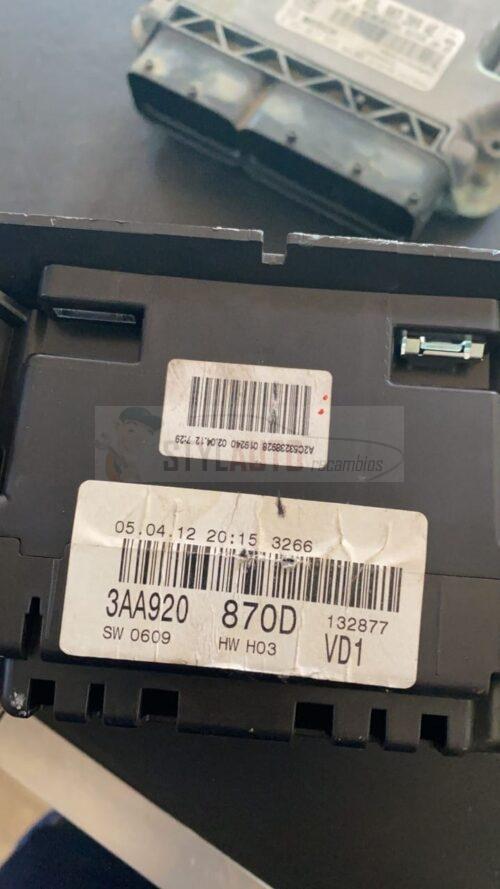 A2C53238928 019240 02.04.12 7:29
STYLAUTO
recambios
05.04.12 20:15 3266
3AA920 870D 132877
SW 0609 HW H03 VD1